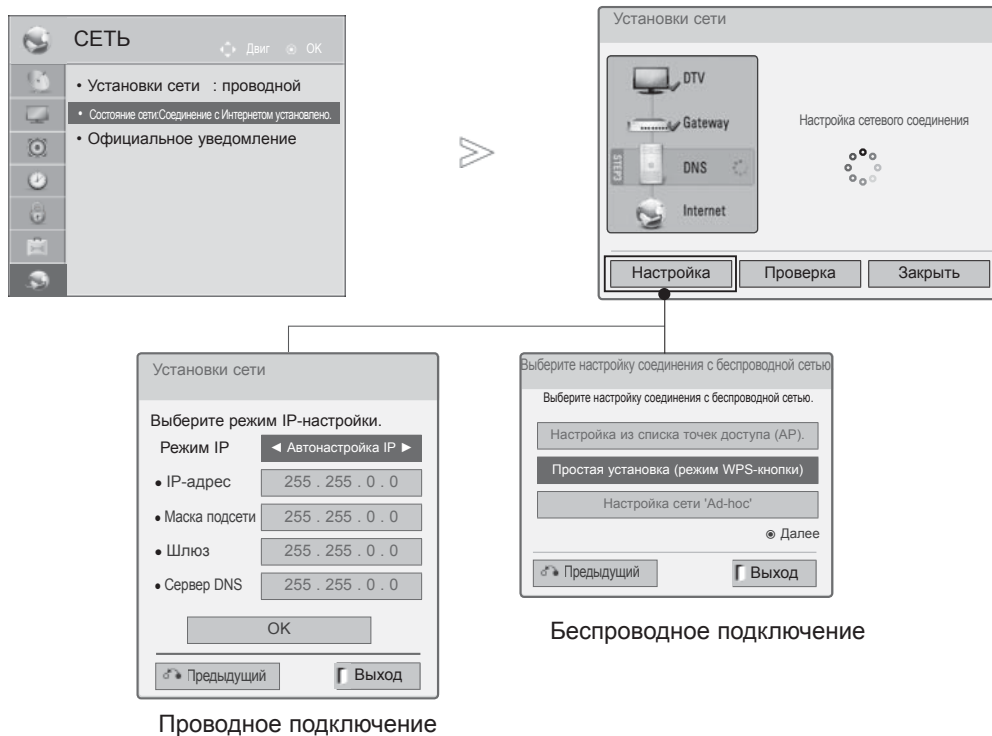 СЕТЬ
Двиг ОК
• Установки сети : проводной
• Состояние сети:Соединение с Интернетом установлено.
• Официальное уведомление
Установки сети
DTV
Gateway
STEP3
DNS
Internet
Настройка сетевого соединения
Настройка
Проверка
Закрыть
Установки сети
Выберите режим IP-настройки.
Режим IP ◄ Автонастройка IP ►
• IP-адрес 255 . 255 . 0 . 0
• Маска подсети 255 . 255 . 0 . 0
• Шлюз 255 . 255 . 0 . 0
• Сервер DNS 255 . 255 . 0 . 0
OK
Предыдущий
Выход
Проводное подключение
Выберите настройку соединения с беспроводной сетью
Выберите настройку соединения с беспроводной сетью.
Настройка из списка точек доступа (AP).
Простая установка (режим WPS-кнопки)
Настройка сети 'Ad-hoc'
◉ Далее
Предыдущий
Выход
Беспроводное подключение